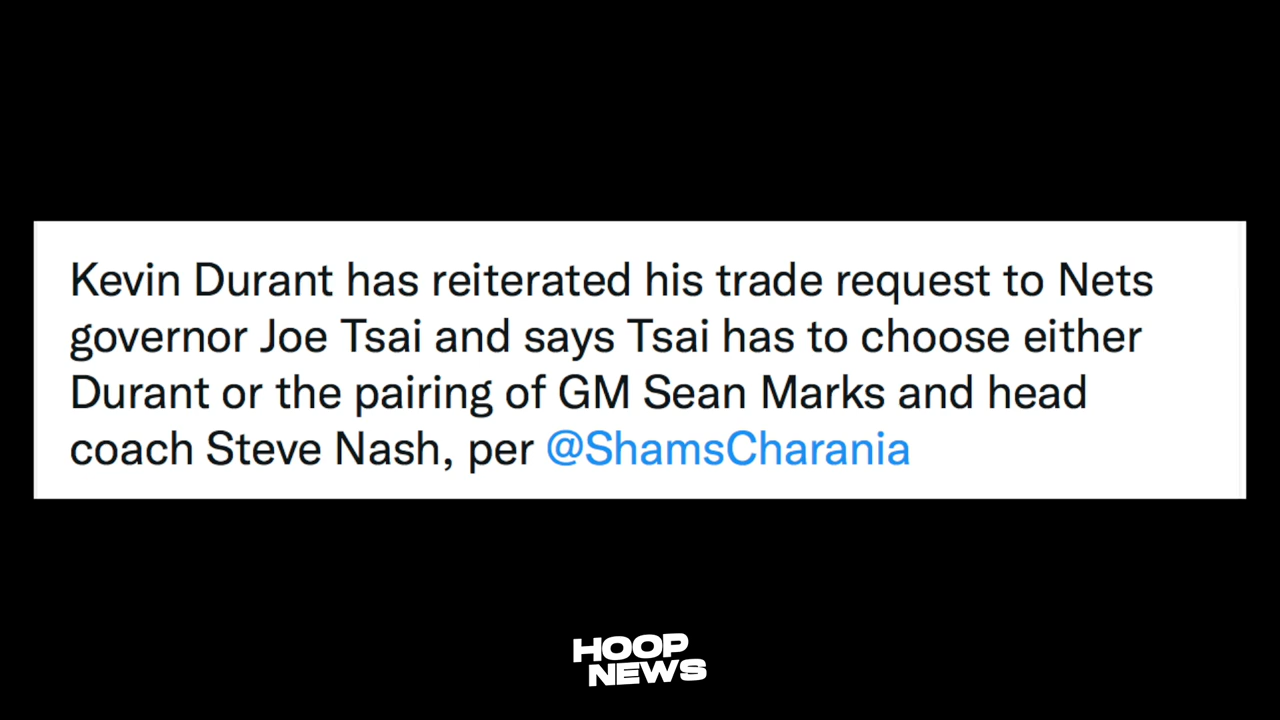 Kevin Durant has reiterated his trade request to Nets
governor Joe Tsai and says Tsai has to choose either
Durant or the pairing of GM Sean Marks and head
coach Steve Nash, per @ShamsCharania
HOOP
NEWS